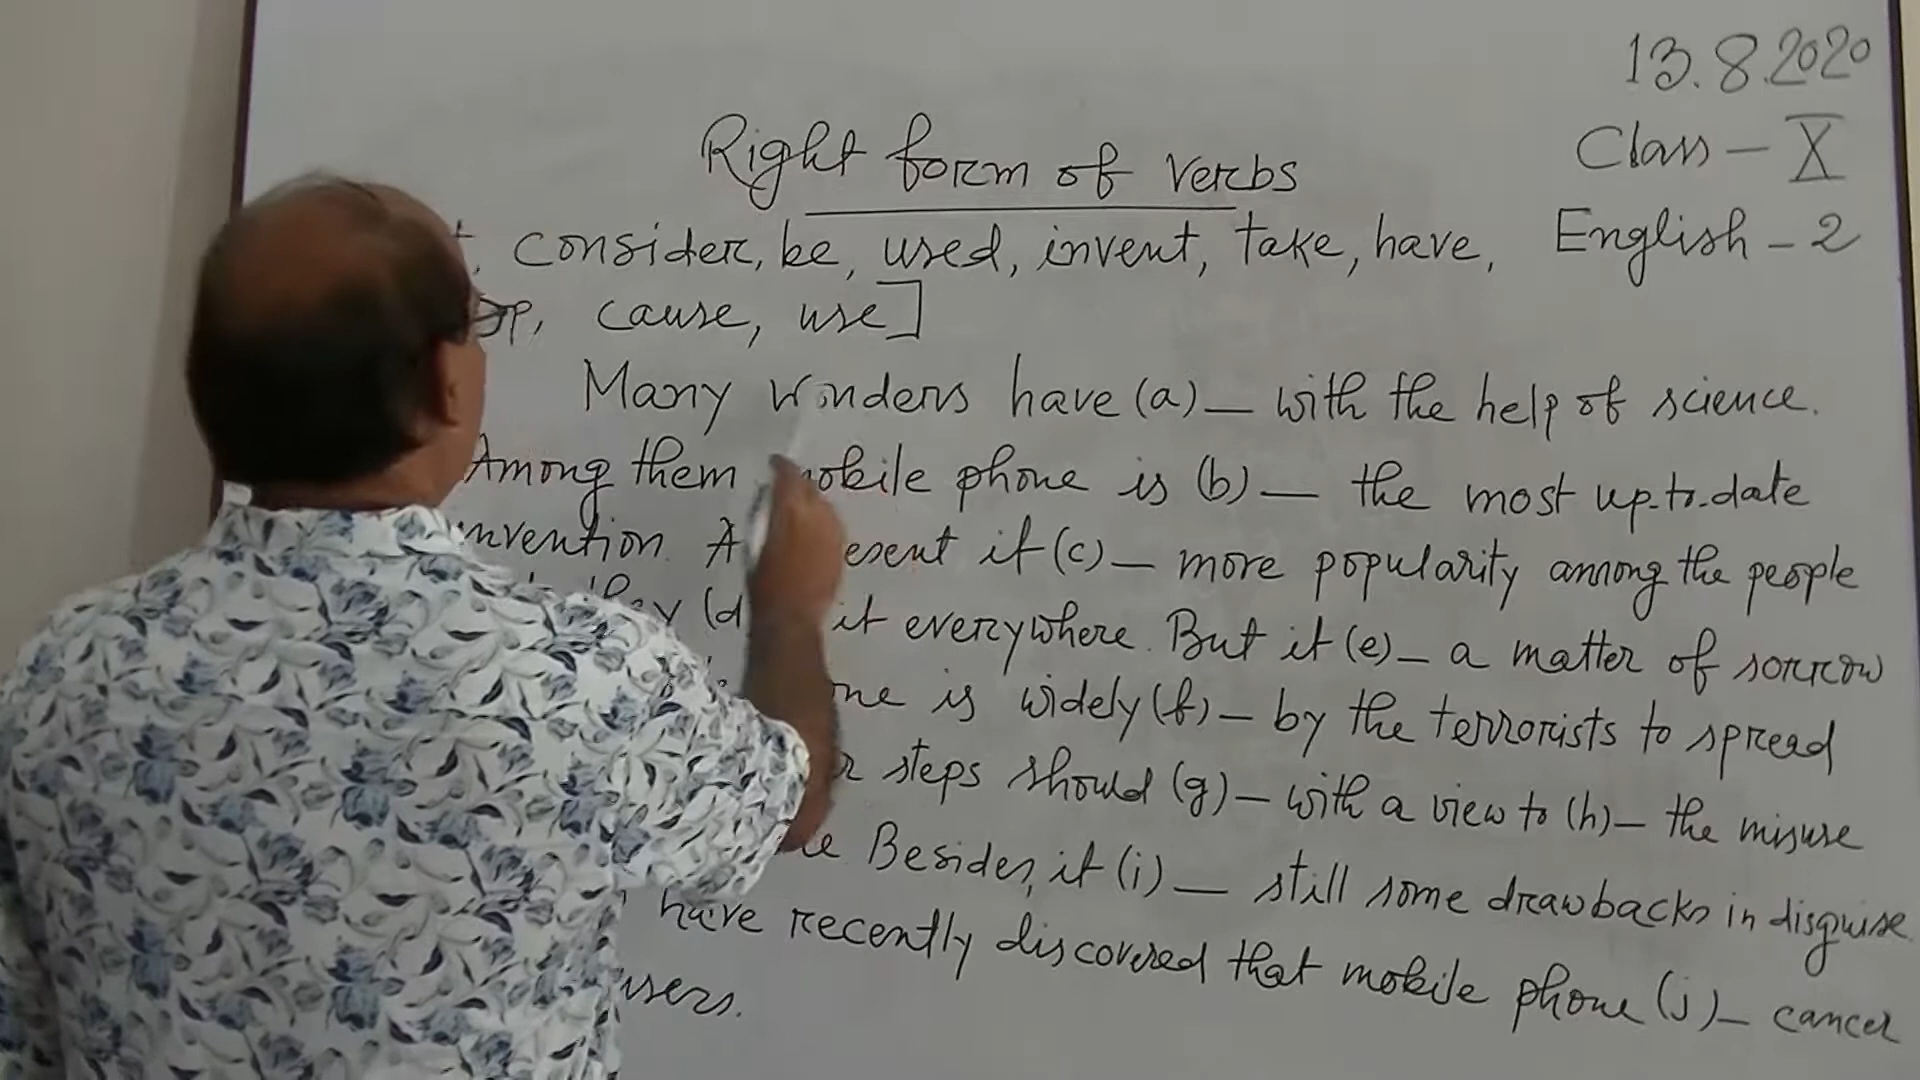 13.8.2020
Class - X
English - 2
Right form of verbs
consider, be, used, invent, take, have,
cause, use]
Many wonders have (a) — with the help of science.
Among them mobile phone is (b) — the most up-to-date
invention. it (c) — more popularity among the people
(d it everywhere. But it (e) — a matter of sorrow
is widely (f) — by the terrorists to spread
steps should (g) — with a view to (h) — the misuse
Besides, it (i) — still some drawbacks in disguise.
have recently discovered that mobile phone (j) — cancer
users.